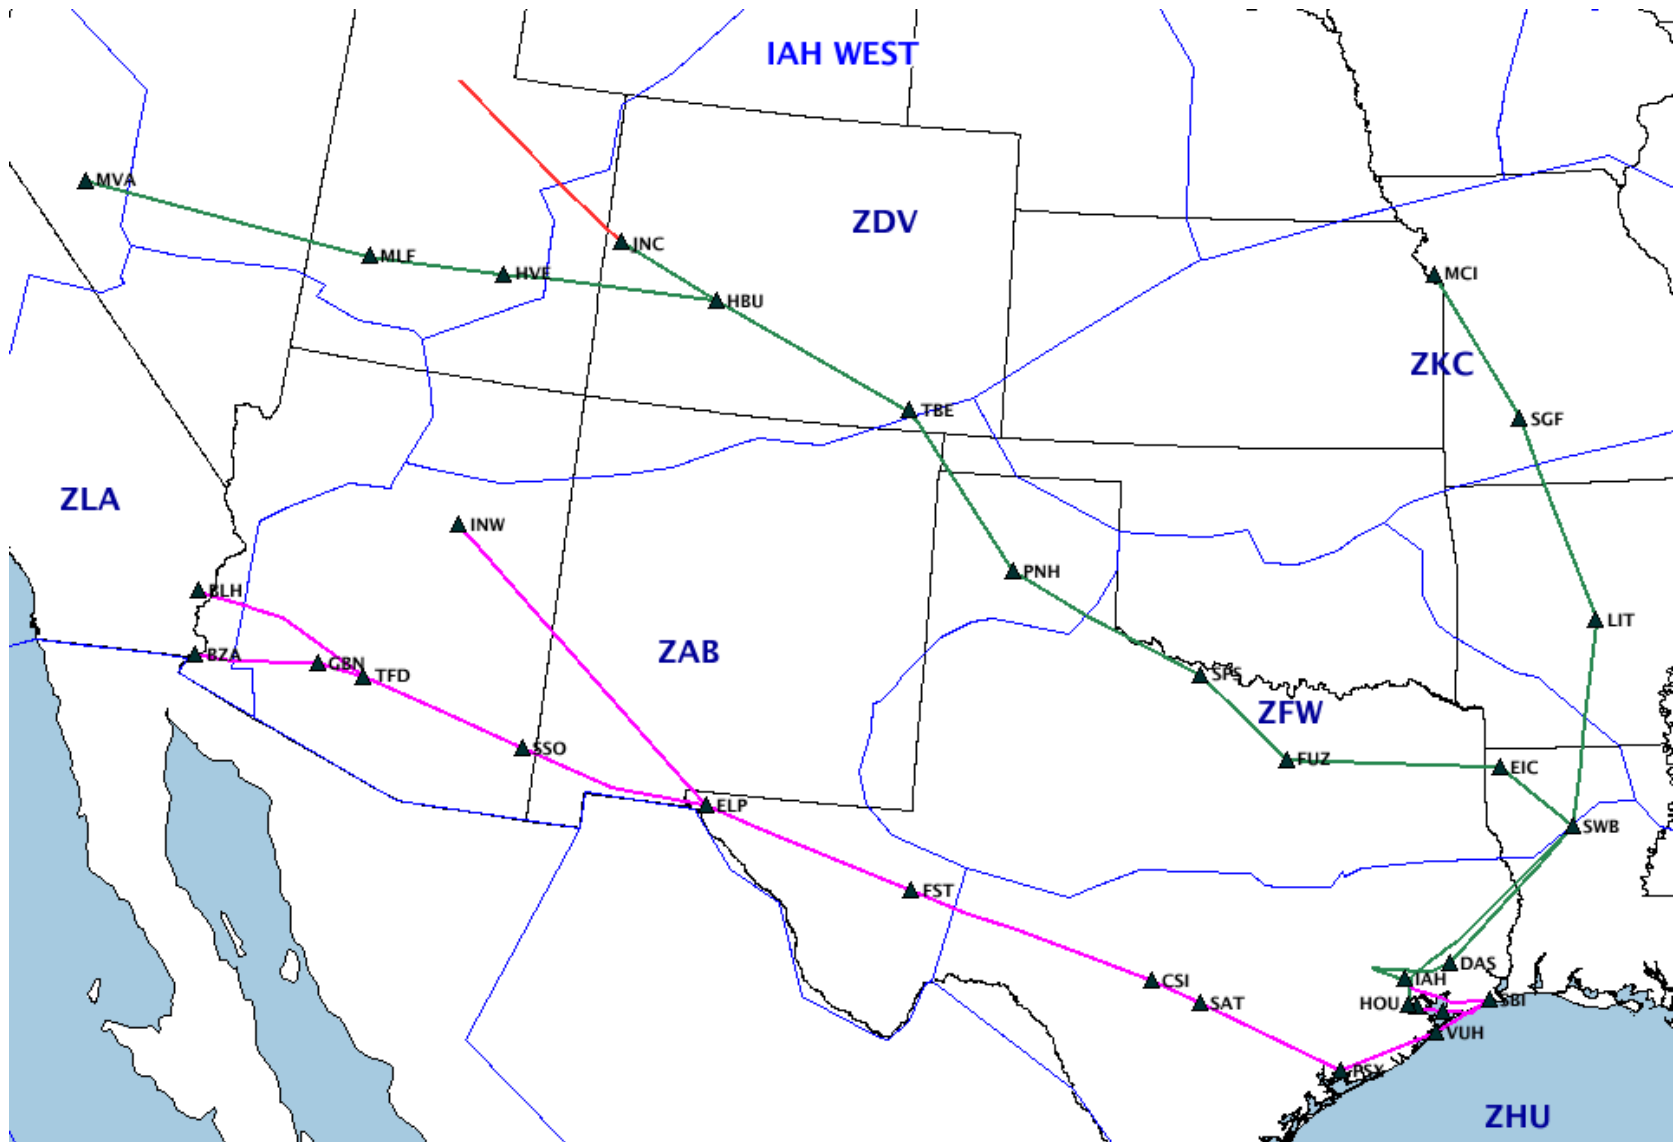 IAH WEST
MVA
ZDV
INC
MLF
HVE
MCI
HBU
ZKC
TBE
SGF
ZLA
INW
PNH
BLH
LIT
BZA
GBN
ZAB
TFD
SPS
ZFW
SSO
FUZ
EIC
ELP
SWB
FST
DAS
IAH
CSI
SAT
HOU
SBI
VUH
PSX
ZHU